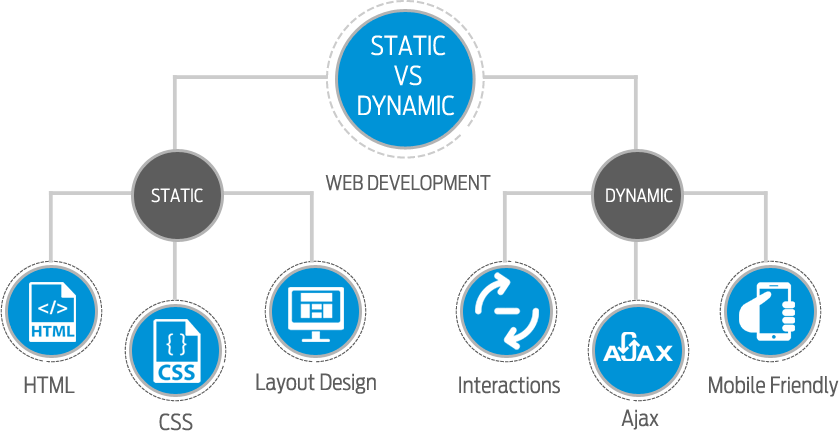 STATIC
VS
DYNAMIC
WEB DEVELOPMENT
STATIC
DYNAMIC
</>
HTML
HTML
{ }
CSS
CSS
Layout Design
Interactions
AJAX
Ajax
Mobile Friendly